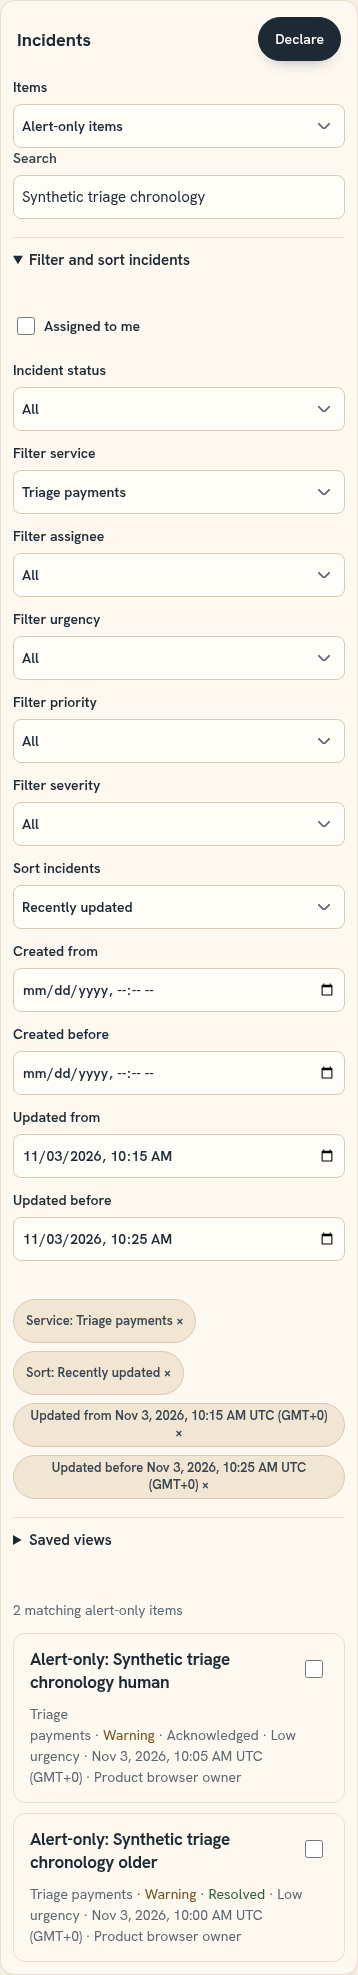 Incidents
Declare
Items
Alert-only items
Search
Synthetic triage chronology
▼ Filter and sort incidents
Assigned to me
Incident status
All
Filter service
Triage payments
Filter assignee
All
Filter urgency
All
Filter priority
All
Filter severity
All
Sort incidents
Recently updated
Created from
mm/dd/yyyy, --:-- --
Created before
mm/dd/yyyy, --:-- --
Updated from
11/03/2026, 10:15 AM
Updated before
11/03/2026, 10:25 AM
Service: Triage payments ×
Sort: Recently updated ×
Updated from Nov 3, 2026, 10:15 AM UTC (GMT+0)
×
Updated before Nov 3, 2026, 10:25 AM UTC
(GMT+0) ×
▶ Saved views
2 matching alert-only items
Alert-only: Synthetic triage
chronology human
Triage
payments · Warning · Acknowledged · Low
urgency · Nov 3, 2026, 10:05 AM UTC
(GMT+0) · Product browser owner
Alert-only: Synthetic triage
chronology older
Triage payments · Warning · Resolved · Low
urgency · Nov 3, 2026, 10:00 AM UTC
(GMT+0) · Product browser owner